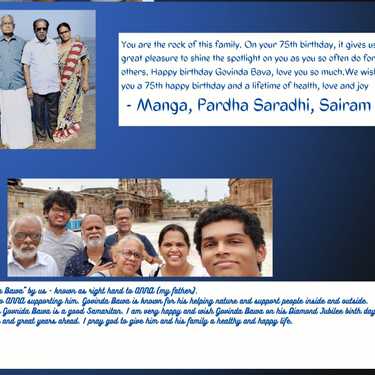 You are the rock of this family. On your 75th birthday, it gives us
great pleasure to shine the spotlight on you as you so often do for
others. Happy birthday Govinda Bava, love you so much.We wish
you a 75th happy birthday and a lifetime of health, love and joy
- Manga, Pardha Saradhi, Sairam
Bava" by us - known as right hand to ANNA (my father).
ANNA supporting him. Govinda Bava is known for his helping nature and support people inside and outside.
Govnida Bava is a good Samaritan. I am very happy and wish Govinda Bava on his Diamond Jubilee birth day
and great years ahead. I pray god to give him and his family a healthy and happy life.